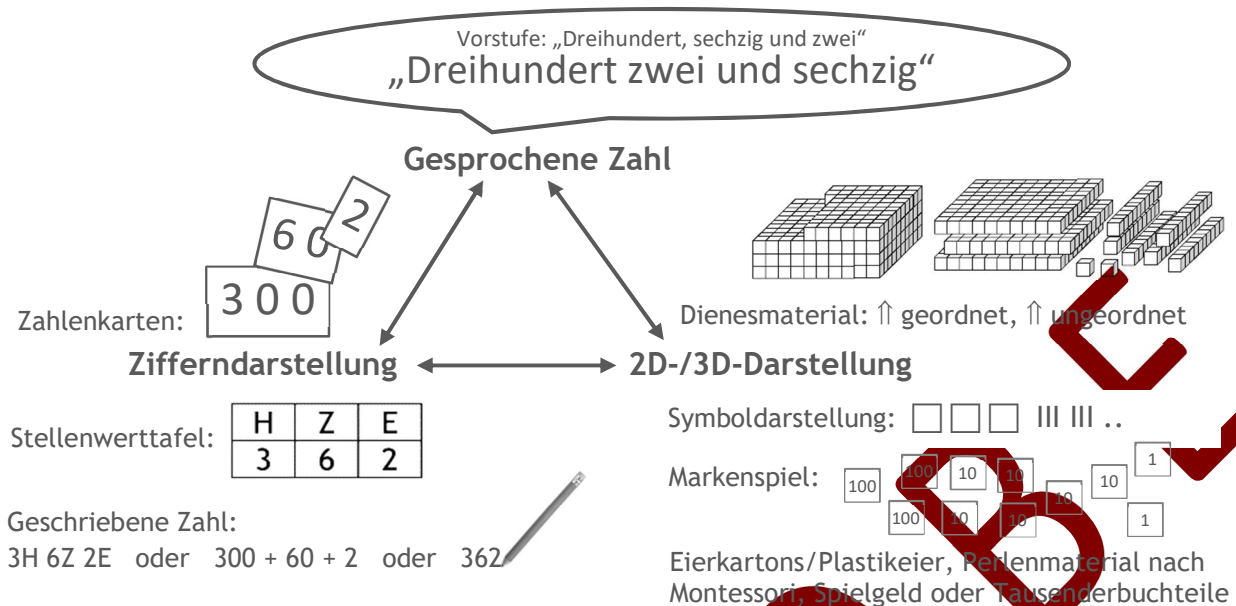 Vorstufe: „Dreihundert, sechzig und zwei“
„Dreihundert zwei und sechzig“
Gesprochene Zahl
2
6 0
3 0 0
Zahlenkarten:
Dienesmaterial: ⇑ geordnet, ⇑ ungeordnet
Zifferndarstellung
2D-/3D-Darstellung
Stellenwerttafel:
H Z E
3 6 2
Symboldarstellung: □ □ □ III III ..
Markenspiel:
100 100 10 10 10 10 1
100 10 10 1
Geschriebene Zahl:
3H 6Z 2E oder 300 + 60 + 2 oder 362
Eierkartons/Plastikeier, Perlenmaterial nach
Montessori, Spielgeld oder Tausenderbuchteile